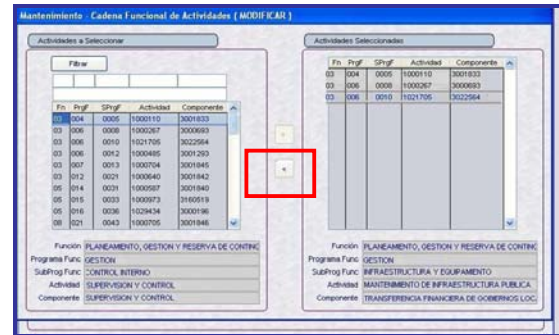 Mantenimiento - Cadena Funcional de Actividades ( MODIFICAR )
Actividades a Seleccionar
Filtrar
Fn PrgF SPrgF Actividad Componente
03 004 0005 1000110 3001833
03 006 0008 1000267 3000693
03 006 0010 1021705 3022564
03 006 0012 1000485 3001293
03 007 0013 1000704 3001845
03 012 0021 1000640 3001842
05 014 0031 1000587 3001840
05 015 0033 1000973 3160519
05 016 0036 1029434 3000196
08 021 0043 1000705 3001846
Función PLANEAMENTO, GESTION Y RESERVA DE CONTING
Programa Func GESTION
SubProg Func CONTROL INTERNO
Actividad SUPERVISION Y CONTROL
Componente SUPERVISION Y CONTROL
Actividades Seleccionadas
Fn PrgF SPrgF Actividad Componente
03 004 0005 1000110 3001833
03 006 0008 1000267 3000693
03 006 0010 1021705 3022564
Función PLANEAMENTO, GESTION Y RESERVA DE CONTING
Programa Func GESTION
SubProg Func INFRAESTRUCTURA Y EQUIPAMIENTO
Actividad MANTENIMIENTO DE INFRAESTRUCTURA PUBLICA
Componente TRANSFERENCIA FINANCIERA DE GOBIERNOS LOC.